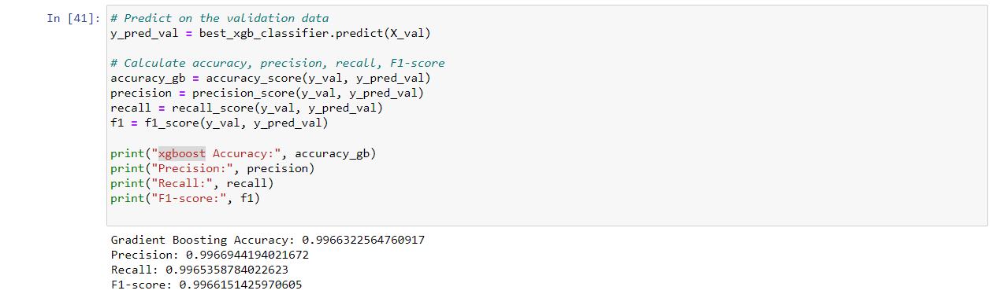 In [41]: # Predict on the validation data
y_pred_val = best_xgb_classifier.predict(X_val)
# Calculate accuracy, precision, recall, F1-score
accuracy_gb = accuracy_score(y_val, y_pred_val)
precision = precision_score(y_val, y_pred_val)
recall = recall_score(y_val, y_pred_val)
f1 = f1_score(y_val, y_pred_val)
print("xgboost Accuracy:", accuracy_gb)
print("Precision:", precision)
print("Recall:", recall)
print("F1-score:", f1)
Gradient Boosting Accuracy: 0.9966322564760917
Precision: 0.9966944194021672
Recall: 0.9965358784022623
F1-score: 0.9966151425970605